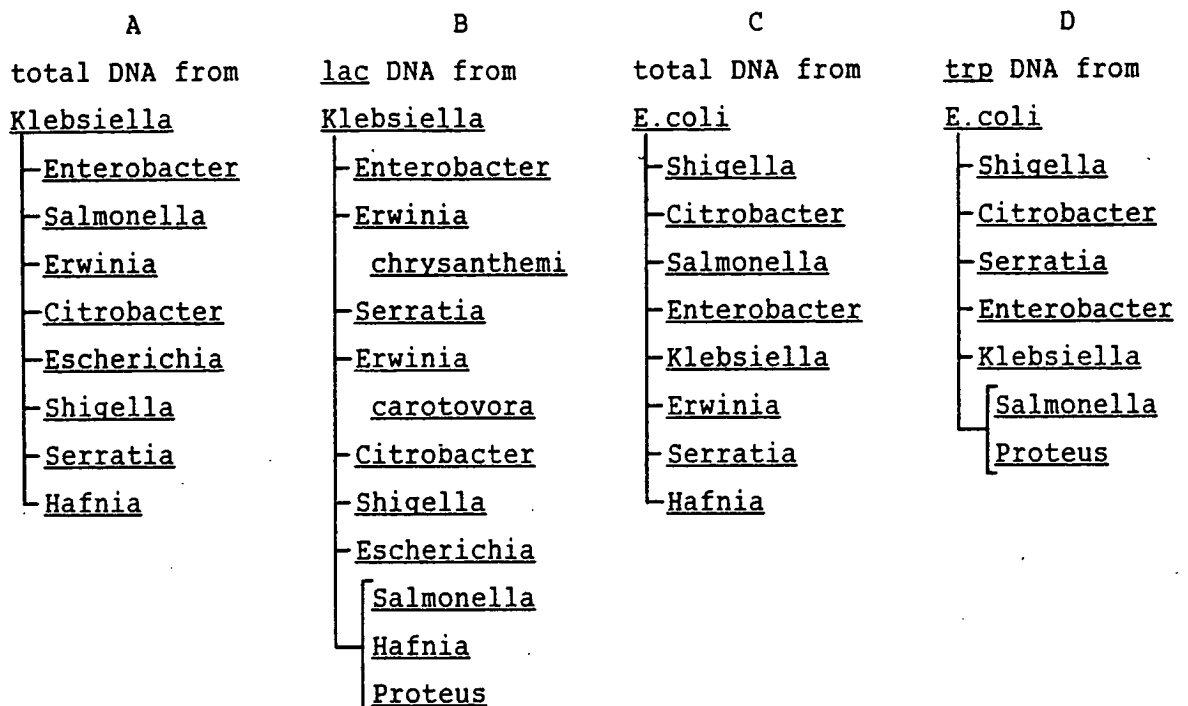 A
total DNA from
Klebsiella
Enterobacter
Salmonella
Erwinia
Citrobacter
Escherichia
Shigella
Serratia
Hafnia
B
lac DNA from
Klebsiella
Enterobacter
Erwinia
chrysanthemi
Serratia
Erwinia
carotovora
Citrobacter
Shigella
Escherichia
Salmonella
Hafnia
Proteus
C
total DNA from
E.coli
Shigella
Citrobacter
Salmonella
Enterobacter
Klebsiella
Erwinia
Serratia
Hafnia
D
trp DNA from
E.coli
Shigella
Citrobacter
Serratia
Enterobacter
Klebsiella
Salmonella
Proteus